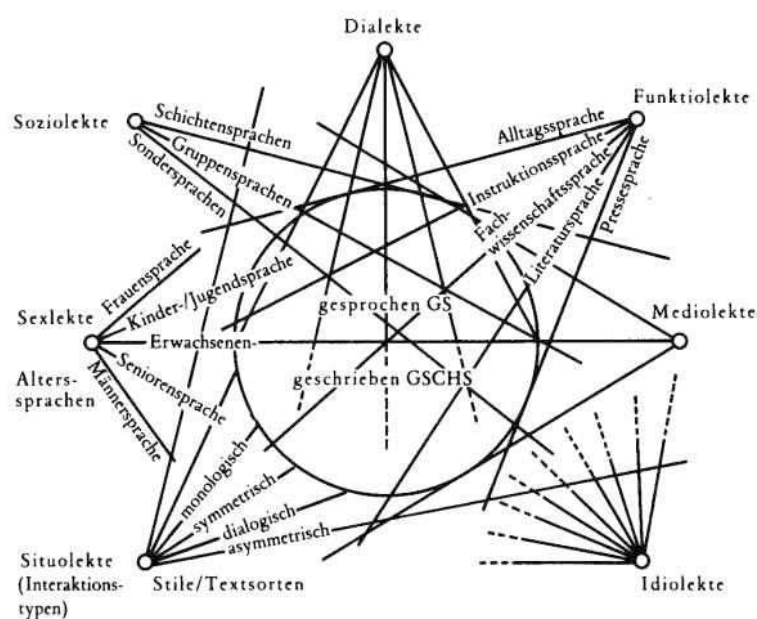 Dialekte
Soziolekte
Schichtensprachen
Gruppensprachen
Sondersprachen
Funktiolekte
Alltagssprache
Instruktionssprache
Fach-
wissenschaftssprache
Literatursprache
Pressesprache
Sexlekte
Frauensprache
Kinder-/Jugendsprache
Erwachsenen-
Seniorensprache
Männersprache
Alters-
sprachen
gesprochen GS
geschrieben GSCHS
Mediolekte
monologisch
symmetrisch
dialogisch
asymmetrisch
Situolekte
(Interaktions-
typen)
Stile/Textsorten
Idiolekte